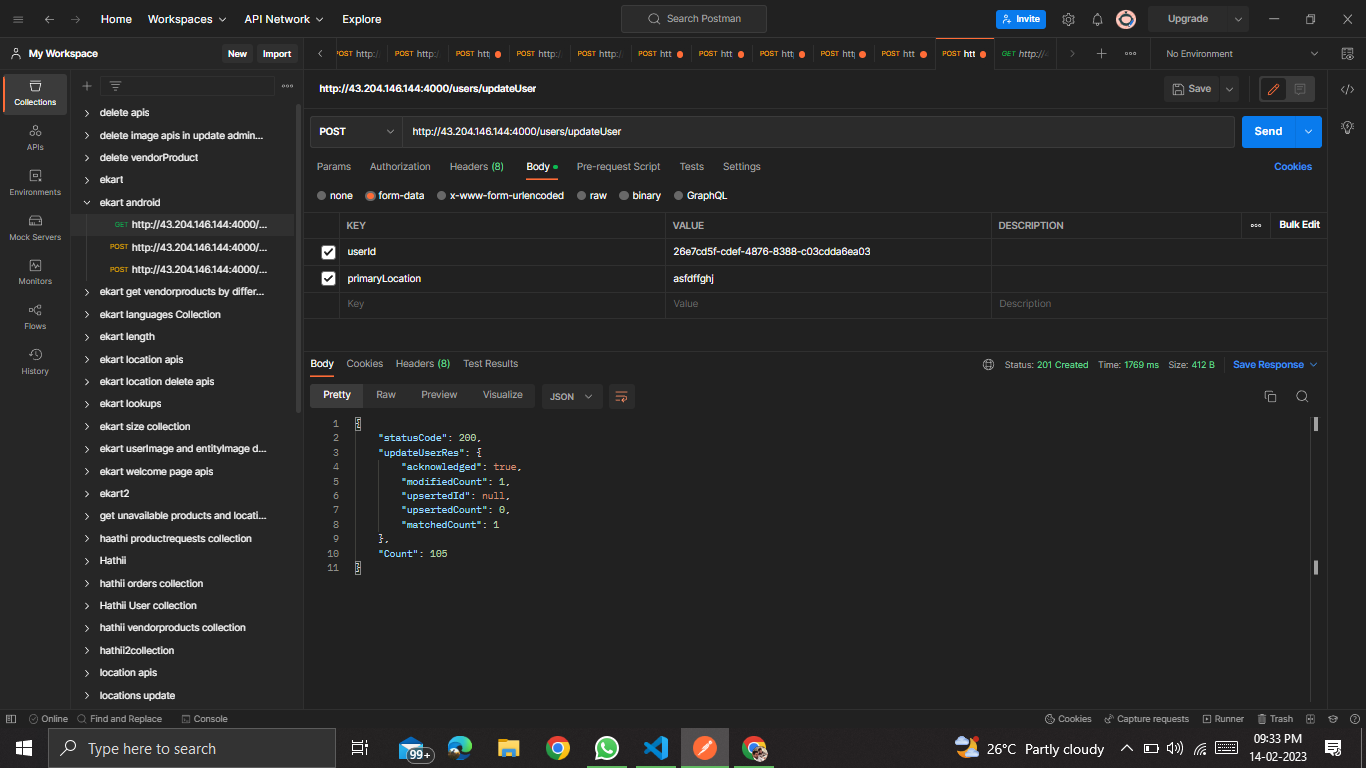 Home Workspaces API Network Explore Search Postman Invite Upgrade
My Workspace New Import POST http:/ POST http:/ POST htt POST http:/ POST http:/ POST htt POST htt POST htt POST htt POST htt POST htt GET http://4 No Environment
Collections
APIs
Environments
Mock Servers
Monitors
Flows
History
delete apis
delete image apis in update admin...
delete vendorProduct
ekart
ekart android
GET http://43.204.146.144:4000/...
POST http://43.204.146.144:4000/...
POST http://43.204.146.144:4000/...
ekart get vendorproducts by differ...
ekart languages Collection
ekart length
ekart location apis
ekart location delete apis
ekart lookups
ekart size collection
ekart userImage and entityImage d...
ekart welcome page apis
ekart2
get unavailable products and locati...
haathi productrequests collection
Hathii
hathii orders collection
Hathii User collection
hathii vendorproducts collection
hathii2collection
location apis
locations update
http://43.204.146.144:4000/users/updateUser Save
POST http://43.204.146.144:4000/users/updateUser Send
Params Authorization Headers (8) Body Pre-request Script Tests Settings Cookies
none form-data x-www-form-urlencoded raw binary GraphQL
KEY VALUE DESCRIPTION Bulk Edit
userId 26e7cd5f-cdef-4876-8388-c03cdda6ea03
primaryLocation asfdffghj
Key Value Description
Body Cookies Headers (8) Test Results Status: 201 Created Time: 1769 ms Size: 412 B Save Response
Pretty Raw Preview Visualize JSON
1 {
2 "statusCode": 200,
3 "updateUserRes": {
4 "acknowledged": true,
5 "modifiedCount": 1,
6 "upsertedId": null,
7 "upsertedCount": 0,
8 "matchedCount": 1
9 },
10 "Count": 105
11 }
Online Find and Replace Console Cookies Capture requests Runner Trash
Type here to search 99+ 26°C Partly cloudy 09:33 PM
14-02-2023